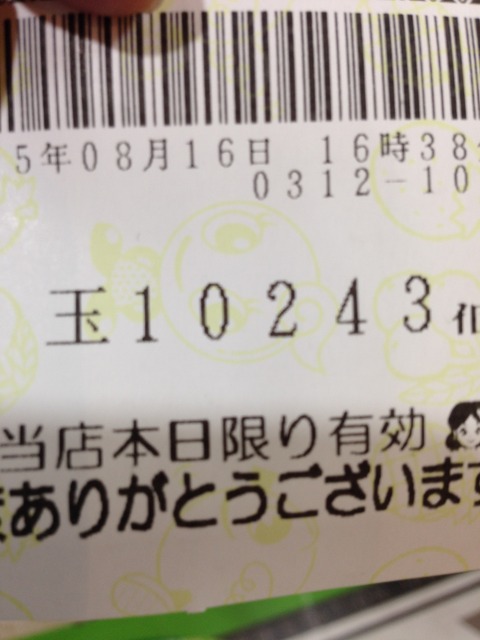 5年08月16日 16時38
0312-10
玉10243個
当店本日限り有効
ありがとうございます